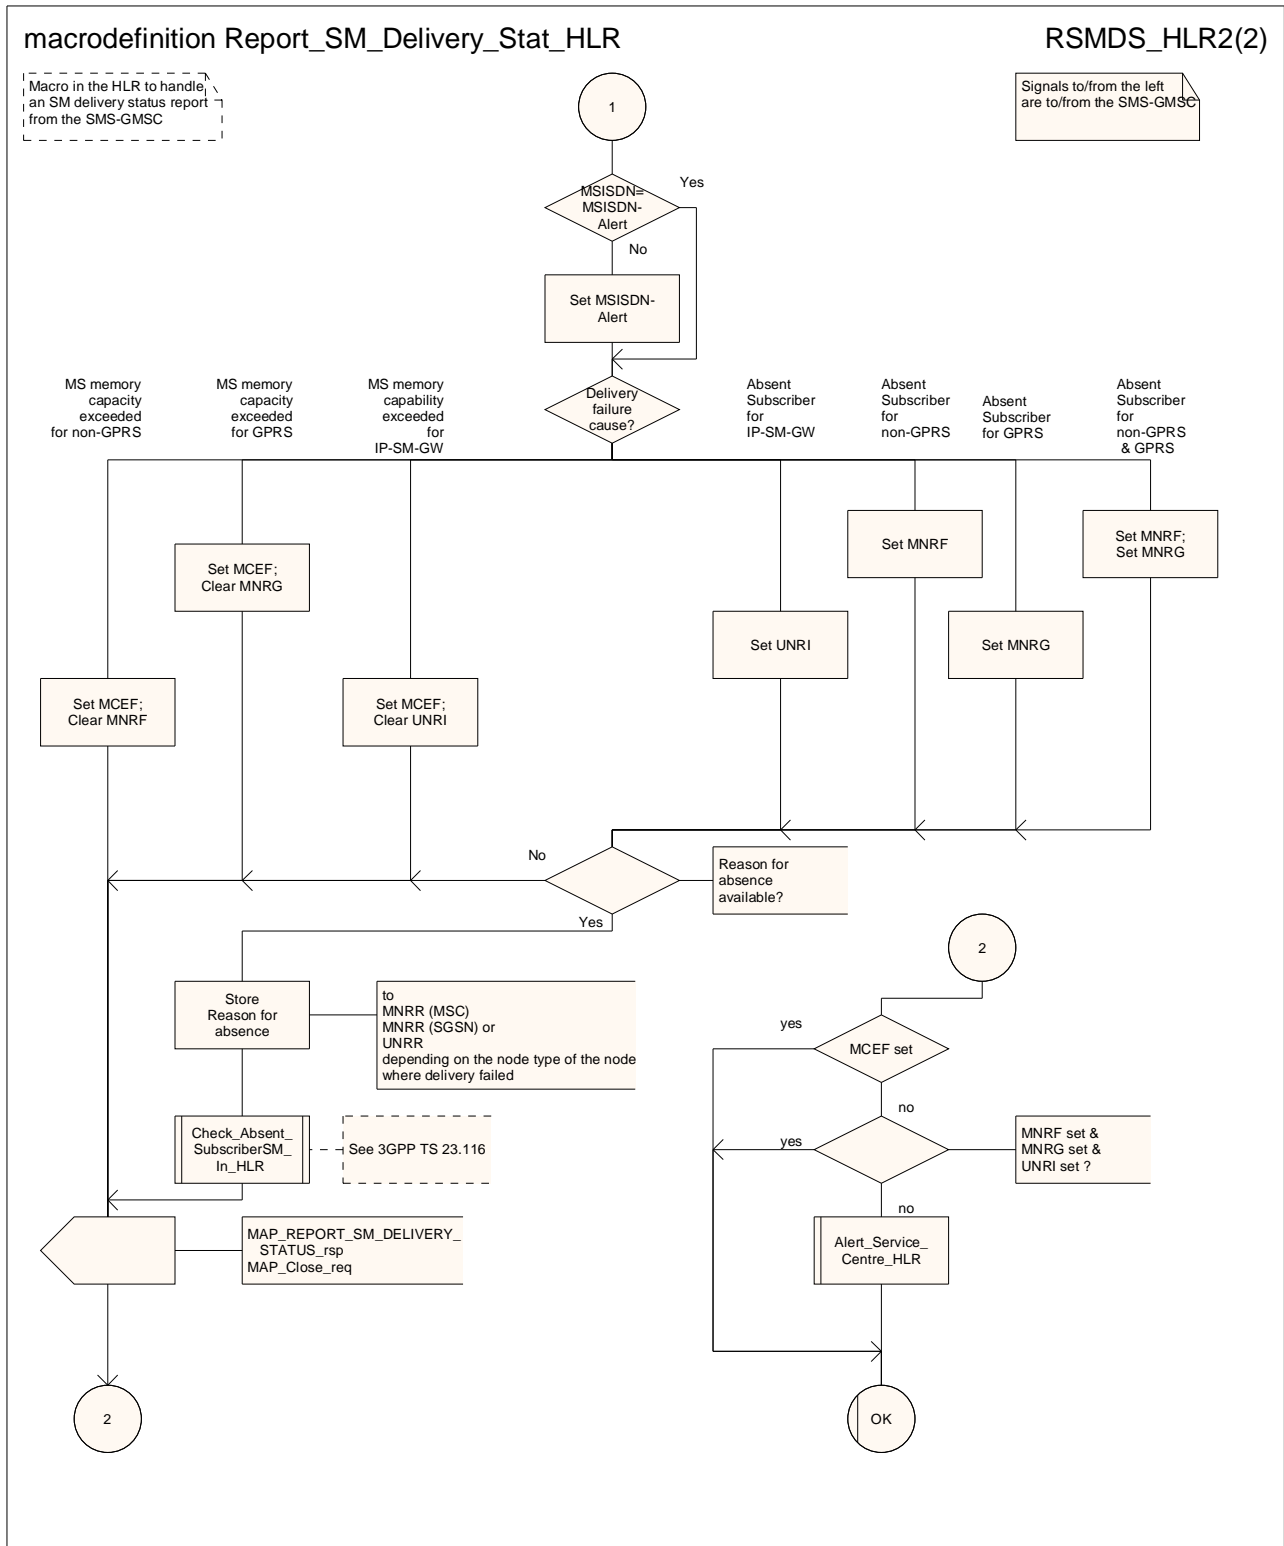 macrodefinition Report_SM_Delivery_Stat_HLR
RSMDS_HLR2(2)
Macro in the HLR to handle
an SM delivery status report
from the SMS-GMSC
1
Signals to/from the left
are to/from the SMS-GMSC
MSISDN=
MSISDN-
Alert
Yes
No
Set MSISDN-
Alert
Delivery
failure
cause?
MS memory
capacity
exceeded
for non-GPRS
MS memory
capacity
exceeded
for GPRS
MS memory
capability
exceeded
for
IP-SM-GW
Absent
Subscriber
for
IP-SM-GW
Absent
Subscriber
for
non-GPRS
Absent
Subscriber
for GPRS
Absent
Subscriber
for
non-GPRS
& GPRS
Set MCEF;
Clear MNRG
Set MNRF
Set MNRF;
Set MNRG
Set UNRI
Set MNRG
Set MCEF;
Clear MNRF
Set MCEF;
Clear UNRI
No
Reason for
absence
available?
Yes
Store
Reason for
absence
to
MNRR (MSC)
MNRR (SGSN) or
UNRR
depending on the node type of the node
where delivery failed
Check_Absent_
SubscriberSM_
In_HLR
See 3GPP TS 23.116
MAP_REPORT_SM_DELIVERY_
STATUS_rsp
MAP_Close_req
2
2
yes
MCEF set
no
yes
MNRF set &
MNRG set &
UNRI set ?
no
Alert_Service_
Centre_HLR
OK